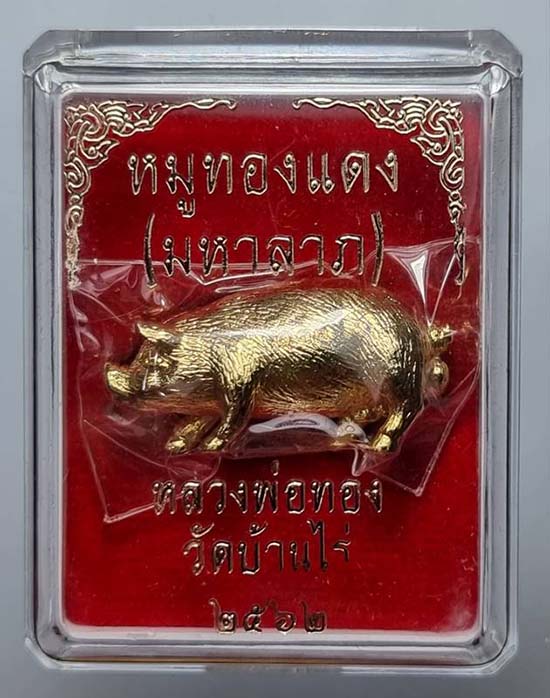 หมูทองแดง
(มหาลาภ)
หลวงพ่อทอง
วัดบ้านไร่
๒๕๖๒